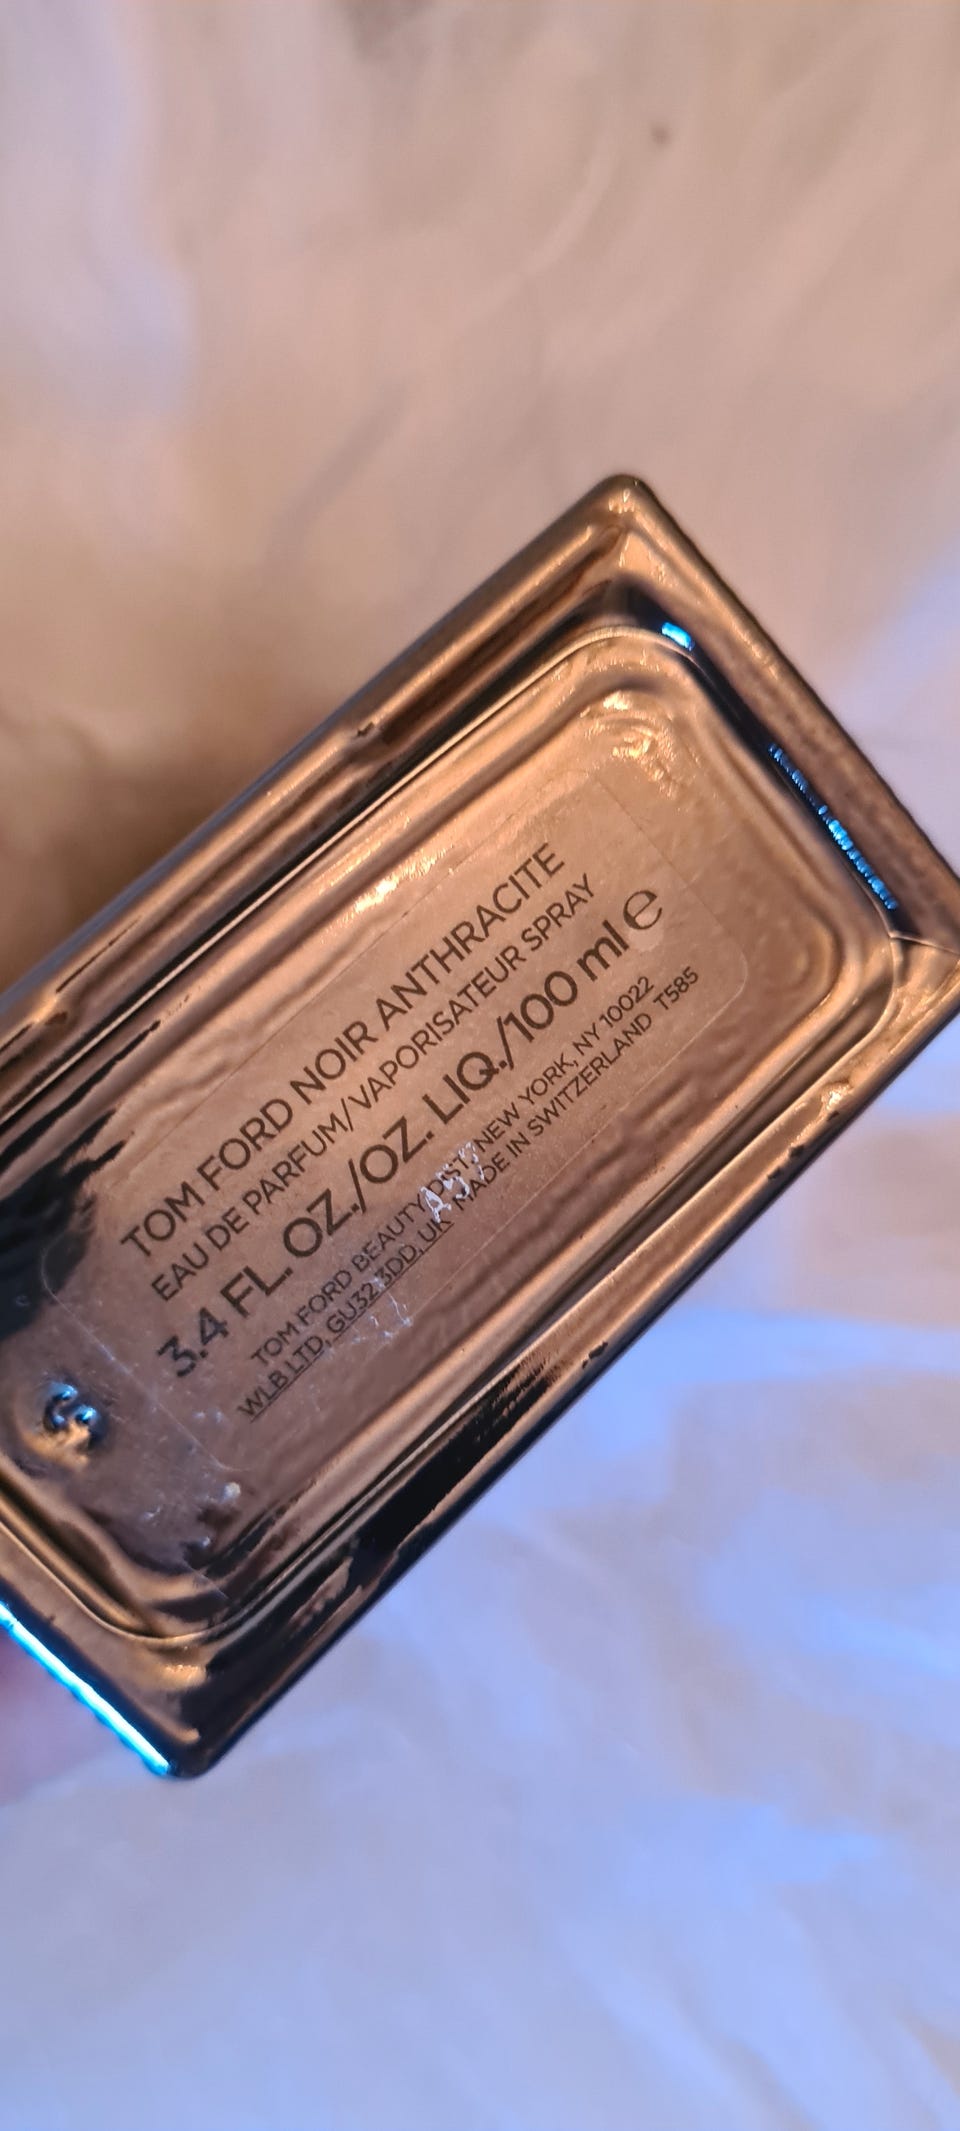 TOM FORD NOIR ANTHRACITE
EAU DE PARFUM/VAPORISATEUR SPRAY
3.4 FL. OZ./OZ. LIQ./100 ml e
TOM FORD BEAUTY DIST, NEW YORK, NY 10022
WLB LTD, GU32 3DD, UK MADE IN SWITZERLAND T585